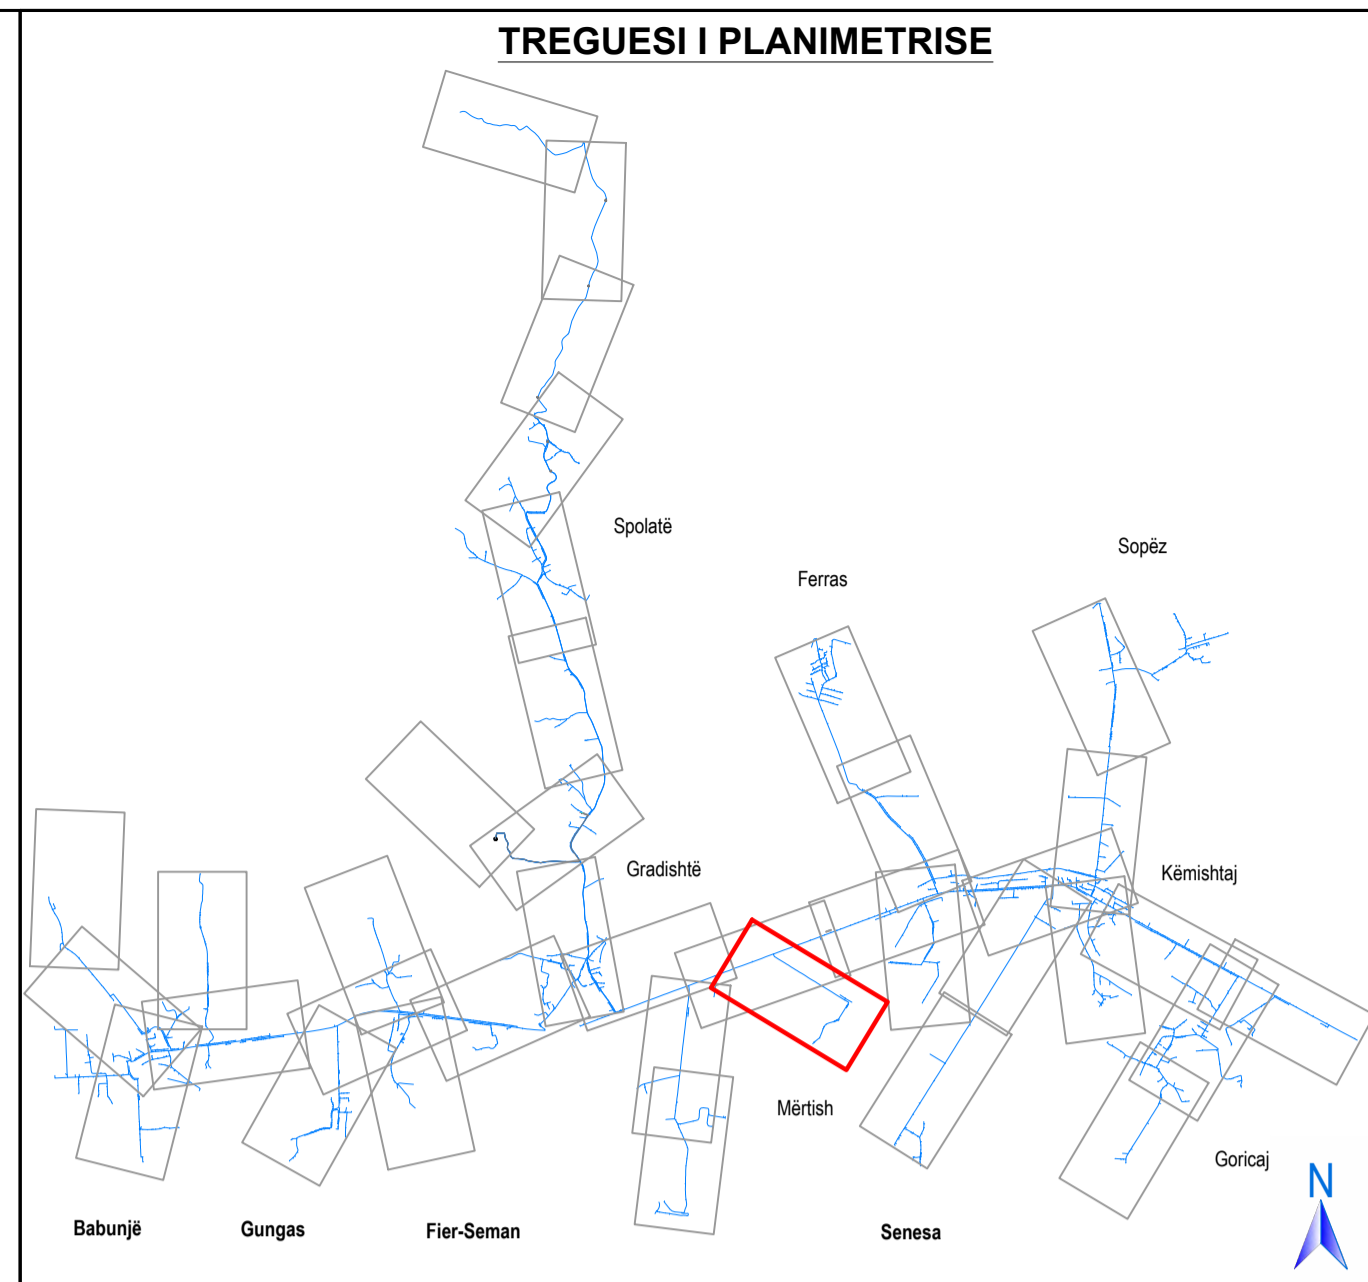 TREGUESI I PLANIMETRISE
Spolatë
Sopëz
Ferras
Gradishtë
Këmishtaj
Mërtish
Goricaj
N
Babunjë
Gungas
Fier-Seman
Senesa